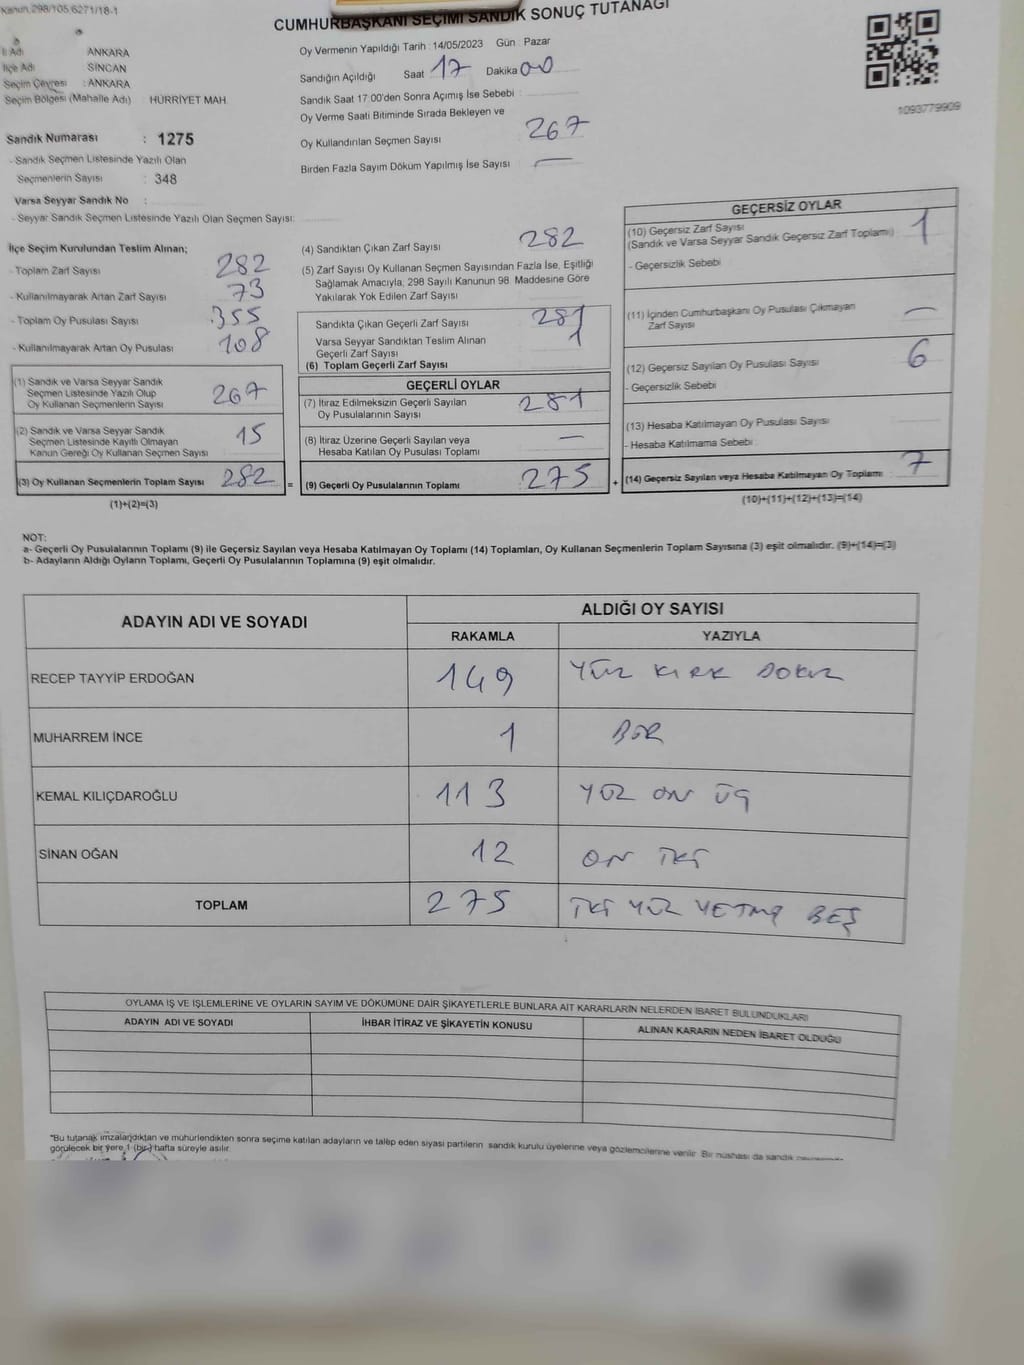 Kanun 298/105 6271/18-1
CUMHURBAŞKANI SEÇİMİ SANDIK SONUÇ TUTANAĞI
İl Adı ANKARA
İlçe Adı SİNCAN
Seçim Çevresi : ANKARA
Seçim Bölgesi (Mahalle Adı) : HÜRRİYET MAH.
Sandık Numarası : 1275
- Sandık Seçmen Listesinde Yazılı Olan
Seçmenlerin Sayısı : 348
Varsa Seyyar Sandık No :
- Seyyar Sandık Seçmen Listesinde Yazılı Olan Seçmen Sayısı:
Oy Vermenin Yapıldığı Tarih : 14/05/2023 Gün : Pazar
Sandığın Açıldığı Saat 17 Dakika 00
Sandık Saat 17:00'den Sonra Açımış İse Sebebi :
Oy Verme Saati Bitiminde Sırada Bekleyen ve
Oy Kullandırılan Seçmen Sayısı 267
Birden Fazla Sayım Döküm Yapılmış İse Sayısı —
1093779909
İlçe Seçim Kurulundan Teslim Alınan;
- Toplam Zarf Sayısı 282
- Kullanılmayarak Artan Zarf Sayısı 73
- Toplam Oy Pusulası Sayısı 355
- Kullanılmayarak Artan Oy Pusulası 108
(1) Sandık ve Varsa Seyyar Sandık
Seçmen Listesinde Yazılı Olup
Oy Kullanan Seçmenlerin Sayısı 267
(2) Sandık ve Varsa Seyyar Sandık
Seçmen Listesinde Kayıtlı Olmayan
Kanun Gereği Oy Kullanan Seçmen Sayısı 15
(3) Oy Kullanan Seçmenlerin Toplam Sayısı 282 =
(1)+(2)=(3)
(4) Sandıktan Çıkan Zarf Sayısı 282
(5) Zarf Sayısı Oy Kullanan Seçmen Sayısından Fazla İse, Eşitliği
Sağlamak Amacıyla, 298 Sayılı Kanunun 98. Maddesine Göre
Yakılarak Yok Edilen Zarf Sayısı
Sandıkta Çıkan Geçerli Zarf Sayısı 281
Varsa Seyyar Sandıktan Teslim Alınan
Geçerli Zarf Sayısı 1
(6) Toplam Geçerli Zarf Sayısı
GEÇERLİ OYLAR
(7) İtiraz Edilmeksizin Geçerli Sayılan
Oy Pusulalarının Sayısı 281
(8) İtiraz Üzerine Geçerli Sayılan veya
Hesaba Katılan Oy Pusulası Toplamı —
(9) Geçerli Oy Pusulalarının Toplamı 275 +
GEÇERSİZ OYLAR
(10) Geçersiz Zarf Sayısı 1
(Sandık ve Varsa Seyyar Sandık Geçersiz Zarf Toplamı)
- Geçersizlik Sebebi
(11) İçinden Cumhurbaşkanı Oy Pusulası Çıkmayan
Zarf Sayısı —
(12) Geçersiz Sayılan Oy Pusulası Sayısı 6
- Geçersizlik Sebebi
(13) Hesaba Katılmayan Oy Pusulası Sayısı
- Hesaba Katılmama Sebebi
(14) Geçersiz Sayılan veya Hesaba Katılmayan Oy Toplamı 7
(10)+(11)+(12)+(13)=(14)
NOT:
a- Geçerli Oy Pusulalarının Toplamı (9) ile Geçersiz Sayılan veya Hesaba Katılmayan Oy Toplamı (14) Toplamları, Oy Kullanan Seçmenlerin Toplam Sayısına (3) eşit olmalıdır. (9)+(14)=(3)
b- Adayların Aldığı Oyların Toplamı, Geçerli Oy Pusulalarının Toplamına (9) eşit olmalıdır.
ADAYIN ADI VE SOYADI ALDIĞI OY SAYISI
RAKAMLA YAZIYLA
RECEP TAYYİP ERDOĞAN 149 YÜZ KIRK DOKUZ
MUHARREM İNCE 1 BİR
KEMAL KILIÇDAROĞLU 113 YÜZ ON ÜÇ
SİNAN OĞAN 12 ON İKİ
TOPLAM 275 İKİ YÜZ YETMİŞ BEŞ
OYLAMA İŞ VE İŞLEMLERİNE VE OYLARIN SAYIM VE DÖKÜMÜNE DAİR ŞİKAYETLERLE BUNLARA AİT KARARLARIN NELERDEN İBARET BULUNDUKLARI
ADAYIN ADI VE SOYADI İHBAR İTİRAZ VE ŞİKAYETİN KONUSU ALINAN KARARIN NEDEN İBARET OLDUĞU
*Bu tutanak imzalandıktan ve mühürlendikten sonra seçime katılan adayların ve talep eden siyasi partilerin sandık kurulu üyelerine veya gözlemcilerine verilir. Bir nüshası da sandık
görülecek bir yere 1 (bir) hafta süreyle asılır.